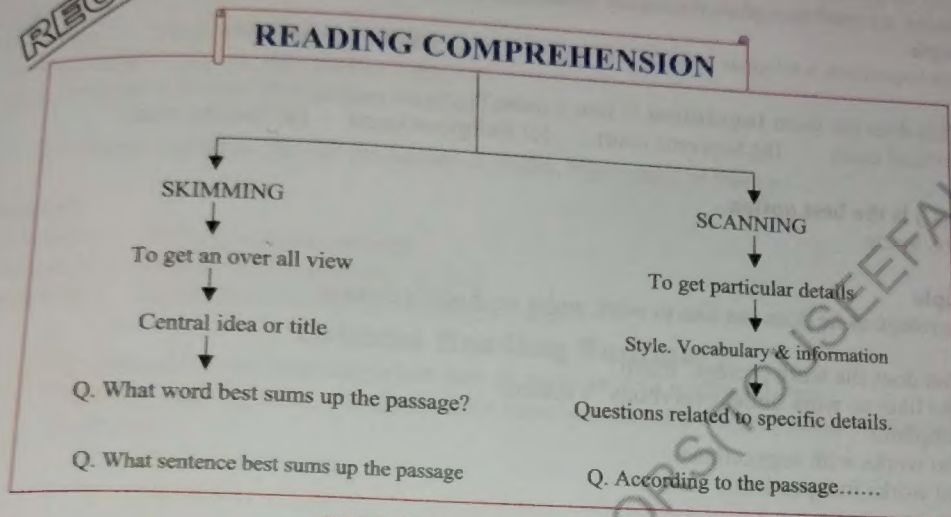 READING COMPREHENSION
SKIMMING
To get an over all view
Central idea or title
Q. What word best sums up the passage?
Q. What sentence best sums up the passage
SCANNING
To get particular details
Style. Vocabulary & information
Questions related to specific details.
Q. According to the passage......